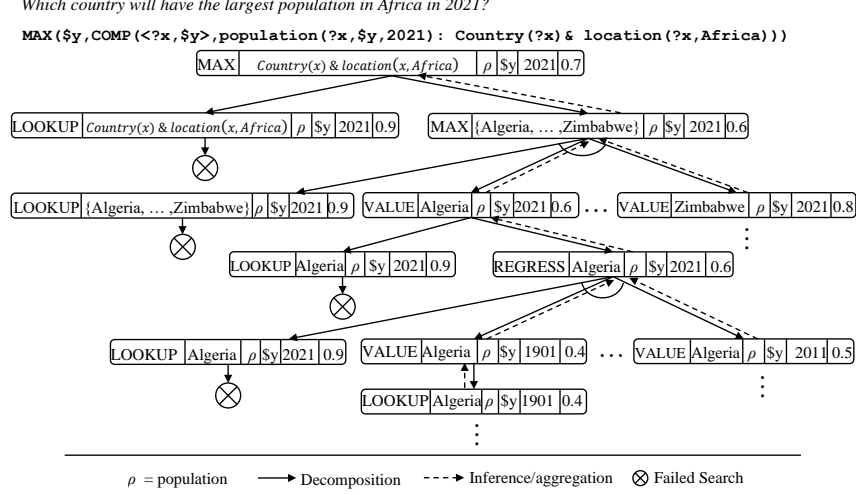 Which country will have the largest population in Africa in 2021?
MAX($y,COMP(<?x,$y>,population(?x,$y,2021): Country(?x)& location(?x,Africa)))
MAX Country(x) & location(x, Africa) ρ $y 2021 0.7
LOOKUP Country(x) & location(x, Africa) ρ $y 2021 0.9
MAX {Algeria, … ,Zimbabwe} ρ $y 2021 0.6
LOOKUP {Algeria, … ,Zimbabwe} ρ $y 2021 0.9
VALUE Algeria ρ $y 2021 0.6 … VALUE Zimbabwe ρ $y 2021 0.8
LOOKUP Algeria ρ $y 2021 0.9
REGRESS Algeria ρ $y 2021 0.6
LOOKUP Algeria ρ $y 2021 0.9
VALUE Algeria ρ $y 1901 0.4 … VALUE Algeria ρ $y 2011 0.5
LOOKUP Algeria ρ $y 1901 0.4
ρ = population Decomposition Inference/aggregation Failed Search